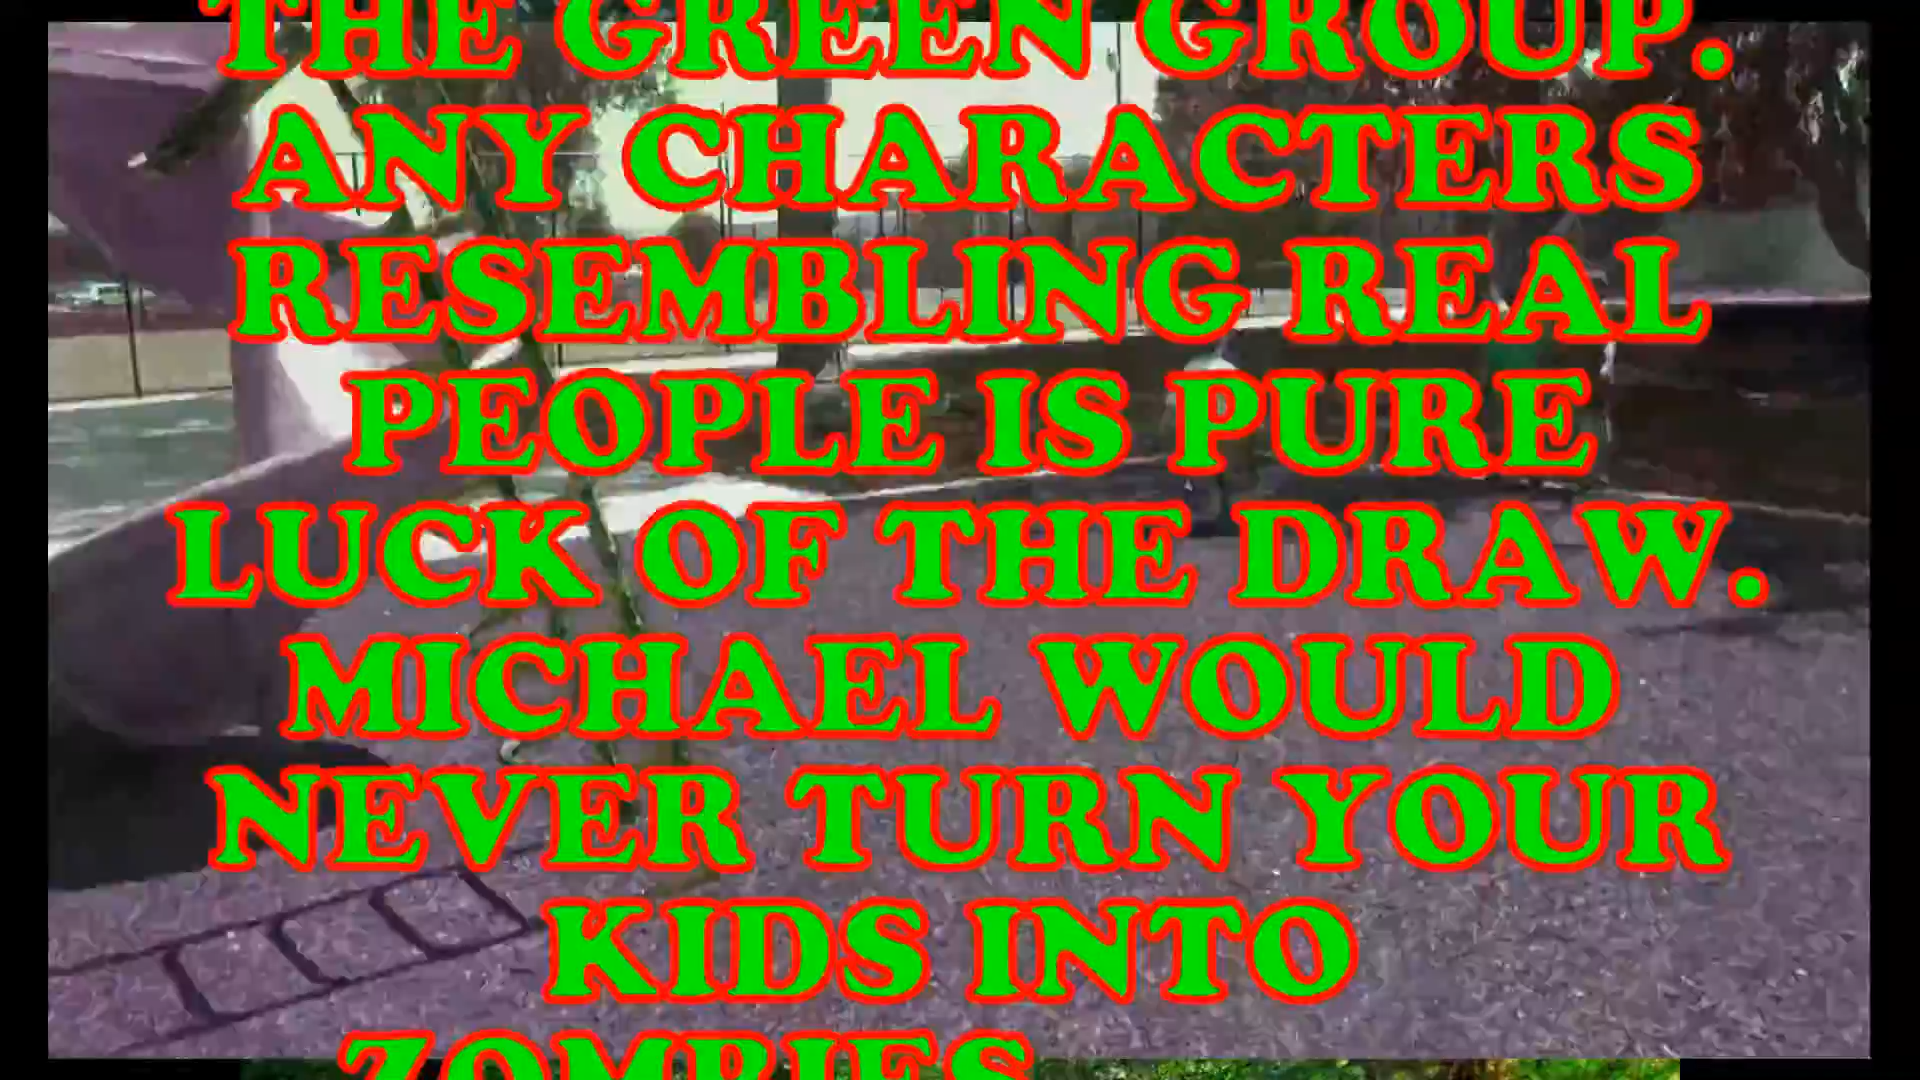 THE GREEN GROUP.
ANY CHARACTERS
RESEMBLING REAL
PEOPLE IS PURE
LUCK OF THE DRAW.
MICHAEL WOULD
NEVER TURN YOUR
KIDS INTO
ZOMBIES